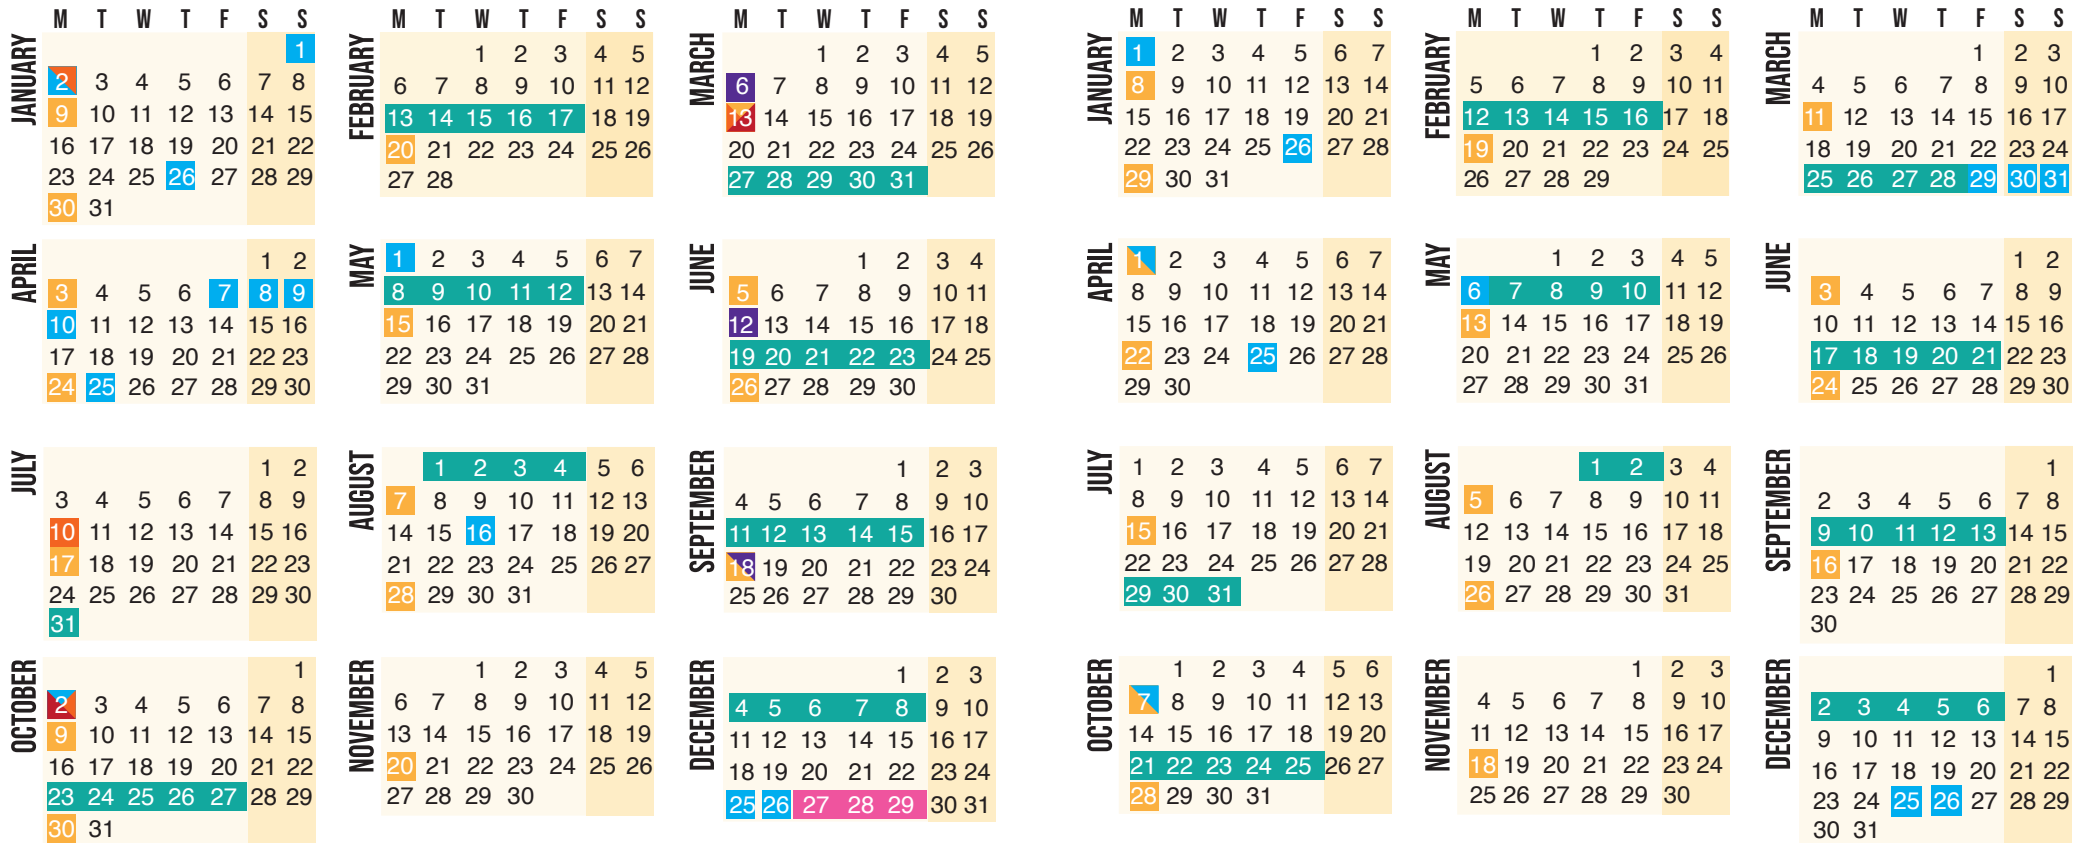 M T W T F S S
JANUARY
1
2 3 4 5 6 7 8
9 10 11 12 13 14 15
16 17 18 19 20 21 22
23 24 25 26 27 28 29
30 31
M T W T F S S
FEBRUARY
1 2 3 4 5
6 7 8 9 10 11 12
13 14 15 16 17 18 19
20 21 22 23 24 25 26
27 28
M T W T F S S
MARCH
1 2 3 4 5
6 7 8 9 10 11 12
13 14 15 16 17 18 19
20 21 22 23 24 25 26
27 28 29 30 31
APRIL
1 2
3 4 5 6 7 8 9
10 11 12 13 14 15 16
17 18 19 20 21 22 23
24 25 26 27 28 29 30
MAY
1 2 3 4 5 6 7
8 9 10 11 12 13 14
15 16 17 18 19 20 21
22 23 24 25 26 27 28
29 30 31
JUNE
1 2 3 4
5 6 7 8 9 10 11
12 13 14 15 16 17 18
19 20 21 22 23 24 25
26 27 28 29 30
JULY
1 2
3 4 5 6 7 8 9
10 11 12 13 14 15 16
17 18 19 20 21 22 23
24 25 26 27 28 29 30
31
AUGUST
1 2 3 4 5 6
7 8 9 10 11 12 13
14 15 16 17 18 19 20
21 22 23 24 25 26 27
28 29 30 31
SEPTEMBER
1 2 3
4 5 6 7 8 9 10
11 12 13 14 15 16 17
18 19 20 21 22 23 24
25 26 27 28 29 30
OCTOBER
1
2 3 4 5 6 7 8
9 10 11 12 13 14 15
16 17 18 19 20 21 22
23 24 25 26 27 28 29
30 31
NOVEMBER
1 2 3 4 5
6 7 8 9 10 11 12
13 14 15 16 17 18 19
20 21 22 23 24 25 26
27 28 29 30
DECEMBER
1 2 3
4 5 6 7 8 9 10
11 12 13 14 15 16 17
18 19 20 21 22 23 24
25 26 27 28 29 30 31
M T W T F S S
JANUARY
1 2 3 4 5 6 7
8 9 10 11 12 13 14
15 16 17 18 19 20 21
22 23 24 25 26 27 28
29 30 31
M T W T F S S
FEBRUARY
1 2 3 4
5 6 7 8 9 10 11
12 13 14 15 16 17 18
19 20 21 22 23 24 25
26 27 28 29
M T W T F S S
MARCH
1 2 3
4 5 6 7 8 9 10
11 12 13 14 15 16 17
18 19 20 21 22 23 24
25 26 27 28 29 30 31
APRIL
1 2 3 4 5 6 7
8 9 10 11 12 13 14
15 16 17 18 19 20 21
22 23 24 25 26 27 28
29 30
MAY
1 2 3 4 5
6 7 8 9 10 11 12
13 14 15 16 17 18 19
20 21 22 23 24 25 26
27 28 29 30 31
JUNE
1 2
3 4 5 6 7 8 9
10 11 12 13 14 15 16
17 18 19 20 21 22 23
24 25 26 27 28 29 30
JULY
1 2 3 4 5 6 7
8 9 10 11 12 13 14
15 16 17 18 19 20 21
22 23 24 25 26 27 28
29 30 31
AUGUST
1 2 3 4
5 6 7 8 9 10 11
12 13 14 15 16 17 18
19 20 21 22 23 24 25
26 27 28 29 30 31
SEPTEMBER
1
2 3 4 5 6 7 8
9 10 11 12 13 14 15
16 17 18 19 20 21 22
23 24 25 26 27 28 29
30
OCTOBER
1 2 3 4 5 6
7 8 9 10 11 12 13
14 15 16 17 18 19 20
21 22 23 24 25 26 27
28 29 30 31
NOVEMBER
1 2 3
4 5 6 7 8 9 10
11 12 13 14 15 16 17
18 19 20 21 22 23 24
25 26 27 28 29 30
DECEMBER
1
2 3 4 5 6 7 8
9 10 11 12 13 14 15
16 17 18 19 20 21 22
23 24 25 26 27 28 29
30 31